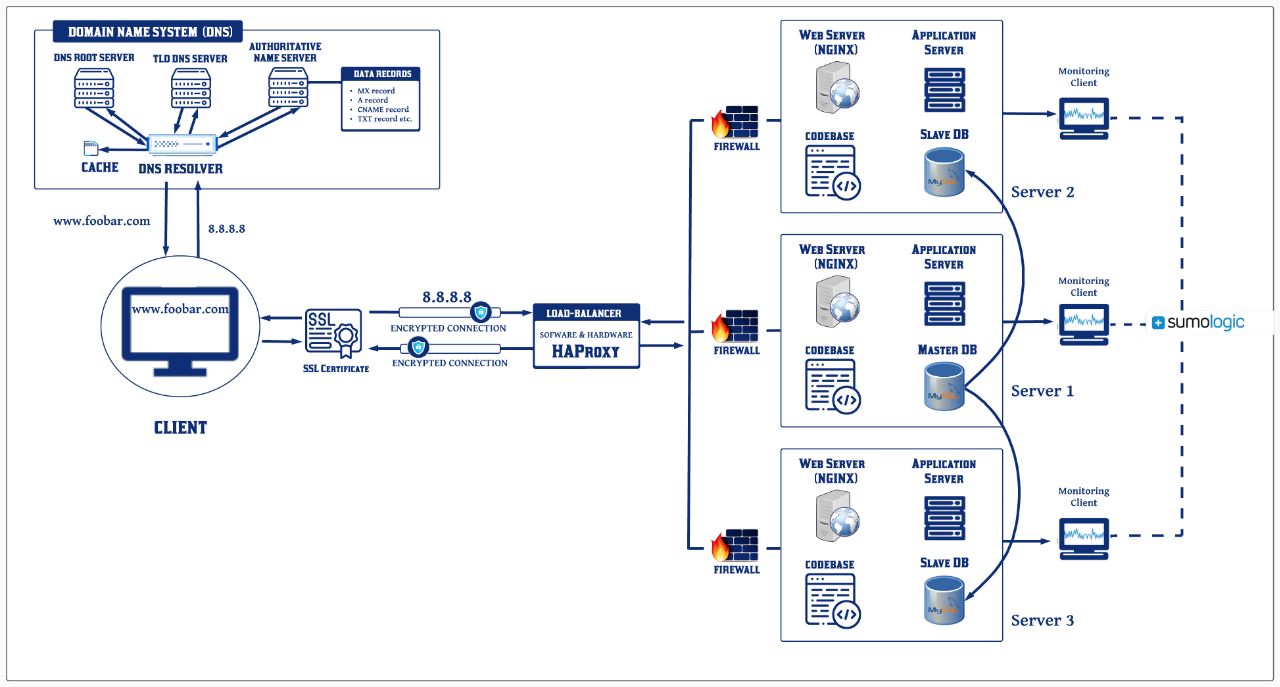 DOMAIN NAME SYSTEM (DNS)
DNS ROOT SERVER
TLD DNS SERVER
AUTHORITATIVE
NAME SERVER
DATA RECORDS
• MX record
• A record
• CNAME record
• TXT record etc.
CACHE
DNS RESOLVER
www.foobar.com
8.8.8.8
www.foobar.com
CLIENT
SSL
SSL CERTIFICATE
8.8.8.8
ENCRYPTED CONNECTION
ENCRYPTED CONNECTION
LOAD-BALANCER
SOFWARE & HARDWARE
HAPROXY
FIREWALL
WEB SERVER
(NGINX)
APPLICATION
SERVER
CODEBASE
</>
SLAVE DB
MySQL
Server 2
Monitoring
Client
FIREWALL
WEB SERVER
(NGINX)
APPLICATION
SERVER
CODEBASE
</>
MASTER DB
MySQL
Server 1
Monitoring
Client
sumologic
FIREWALL
WEB SERVER
(NGINX)
APPLICATION
SERVER
CODEBASE
</>
SLAVE DB
MySQL
Server 3
Monitoring
Client